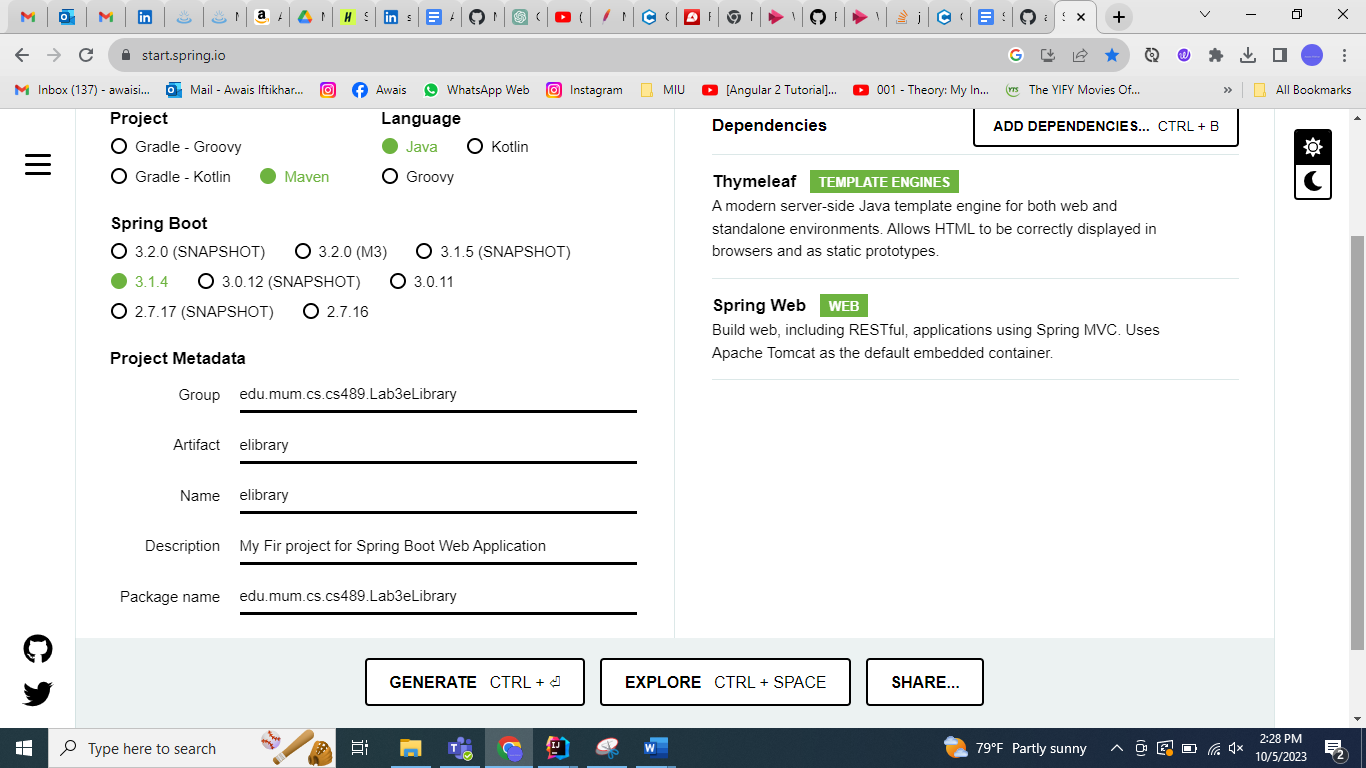 start.spring.io
Inbox (137) - awaisi...
Mail - Awais Iftikhar...
Awais
WhatsApp Web
Instagram
MIU
[Angular 2 Tutorial]...
001 - Theory: My In...
The YIFY Movies Of...
»
All Bookmarks
Project
Gradle - Groovy
Gradle - Kotlin Maven
Language
Java Kotlin
Groovy
Spring Boot
3.2.0 (SNAPSHOT) 3.2.0 (M3) 3.1.5 (SNAPSHOT)
3.1.4 3.0.12 (SNAPSHOT) 3.0.11
2.7.17 (SNAPSHOT) 2.7.16
Project Metadata
Group edu.mum.cs.cs489.Lab3eLibrary
Artifact elibrary
Name elibrary
Description My Fir project for Spring Boot Web Application
Package name edu.mum.cs.cs489.Lab3eLibrary
Dependencies
ADD DEPENDENCIES... CTRL + B
Thymeleaf TEMPLATE ENGINES
A modern server-side Java template engine for both web and
standalone environments. Allows HTML to be correctly displayed in
browsers and as static prototypes.
Spring Web WEB
Build web, including RESTful, applications using Spring MVC. Uses
Apache Tomcat as the default embedded container.
GENERATE CTRL + ⏎
EXPLORE CTRL + SPACE
SHARE...
Type here to search
79°F Partly sunny
2:28 PM
10/5/2023
2